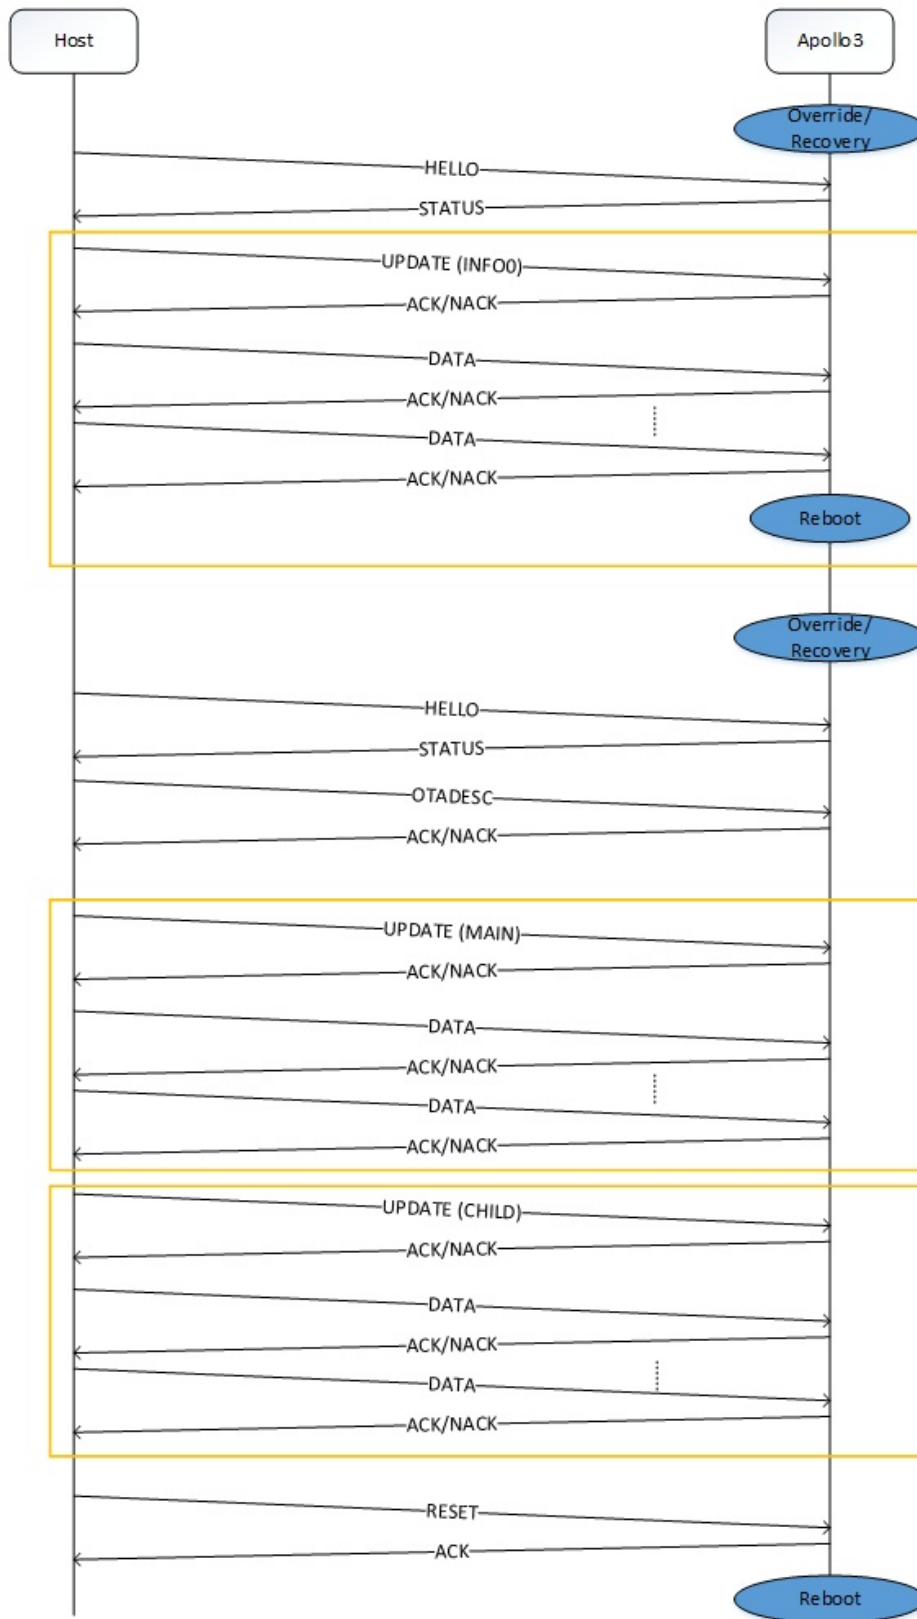 Host
Apollo3
Override/
Recovery
HELLO
STATUS
UPDATE (INFO0)
ACK/NACK
DATA
ACK/NACK
DATA
ACK/NACK
Reboot
Override/
Recovery
HELLO
STATUS
OTADESC
ACK/NACK
UPDATE (MAIN)
ACK/NACK
DATA
ACK/NACK
DATA
ACK/NACK
UPDATE (CHILD)
ACK/NACK
DATA
ACK/NACK
DATA
ACK/NACK
RESET
ACK
Reboot